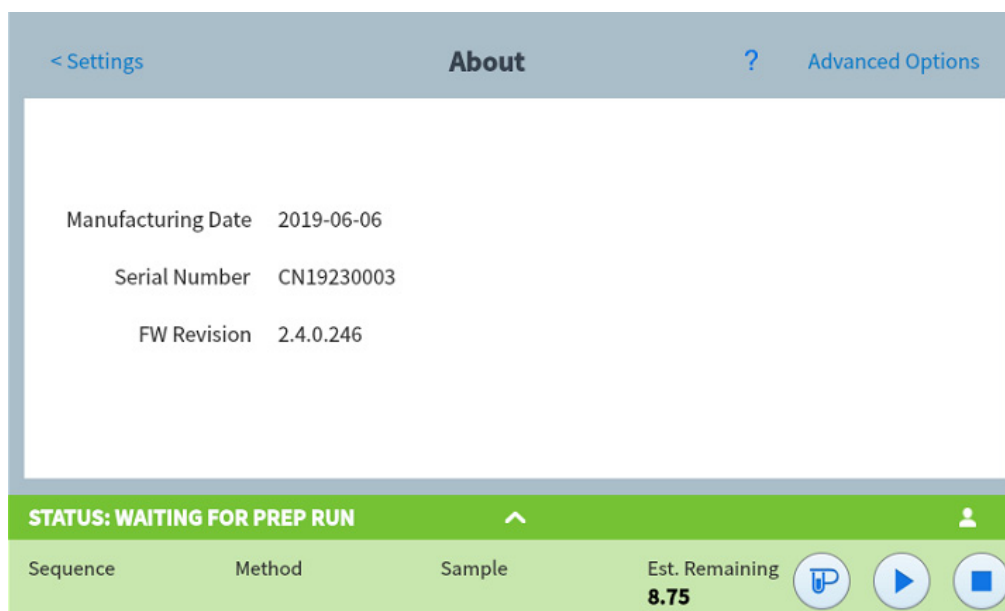 < Settings About ? Advanced Options
Manufacturing Date 2019-06-06
Serial Number CN19230003
FW Revision 2.4.0.246
STATUS: WAITING FOR PREP RUN
Sequence Method Sample Est. Remaining
8.75